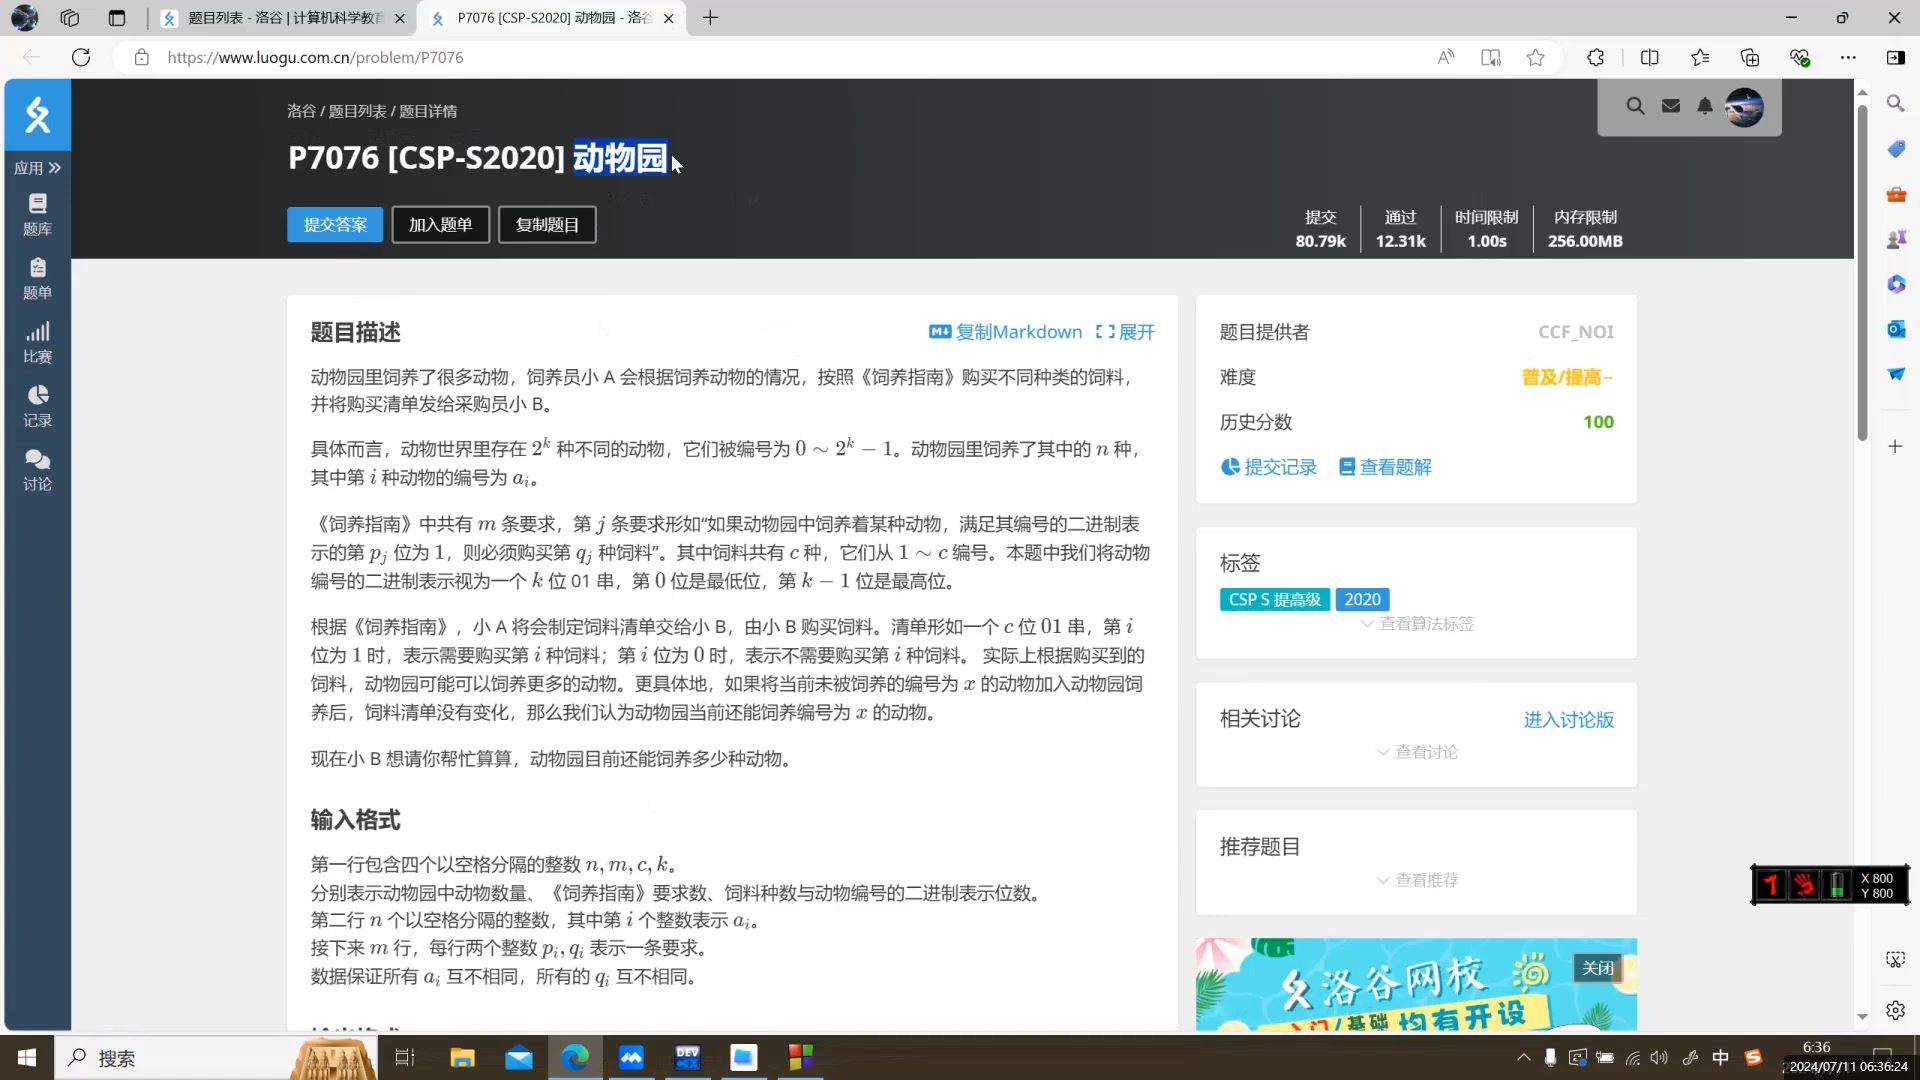 题目列表 - 洛谷 | 计算机科学教育
P7076 [CSP-S2020] 动物园 - 洛谷
https://www.luogu.com.cn/problem/P7076
洛谷 / 题目列表 / 题目详情
P7076 [CSP-S2020] 动物园
提交答案
加入题单
复制题目
提交
80.79k
通过
12.31k
时间限制
1.00s
内存限制
256.00MB
应用
题库
题单
比赛
记录
讨论
题目描述
复制Markdown
展开
动物园里饲养了很多动物，饲养员小 A 会根据饲养动物的情况，按照《饲养指南》购买不同种类的饲料，
并将购买清单发给采购员小 B。
具体而言，动物世界里存在 2^k 种不同的动物，它们被编号为 0 ∼ 2^k − 1。动物园里饲养了其中的 n 种，
其中第 i 种动物的编号为 a_i。
《饲养指南》中共有 m 条要求，第 j 条要求形如“如果动物园中饲养着某种动物，满足其编号的二进制表
示的第 p_j 位为 1，则必须购买第 q_j 种饲料”。其中饲料共有 c 种，它们从 1 ∼ c 编号。本题中我们将动物
编号的二进制表示视为一个 k 位 01 串，第 0 位是最低位，第 k − 1 位是最高位。
根据《饲养指南》，小 A 将会制定饲料清单交给小 B，由小 B 购买饲料。清单形如一个 c 位 01 串，第 i
位为 1 时，表示需要购买第 i 种饲料；第 i 位为 0 时，表示不需要购买第 i 种饲料。 实际上根据购买到的
饲料，动物园可能可以饲养更多的动物。更具体地，如果将当前未被饲养的编号为 x 的动物加入动物园饲
养后，饲料清单没有变化，那么我们认为动物园当前还能饲养编号为 x 的动物。
现在小 B 想请你帮忙算算，动物园目前还能饲养多少种动物。
输入格式
第一行包含四个以空格分隔的整数 n, m, c, k。
分别表示动物园中动物数量、《饲养指南》要求数、饲料种数与动物编号的二进制表示位数。
第二行 n 个以空格分隔的整数，其中第 i 个整数表示 a_i。
接下来 m 行，每行两个整数 p_i, q_i 表示一条要求。
数据保证所有 a_i 互不相同，所有的 q_i 互不相同。
题目提供者
CCF_NOI
难度
普及/提高−
历史分数
100
提交记录
查看题解
标签
CSP S 提高级
2020
查看算法标签
相关讨论
进入讨论版
查看讨论
推荐题目
查看推荐
洛谷网校
关闭
入门/基础 均有开设
X 800
Y 800
搜索
DEV
中
6:36
2024/07/11 06:36:24